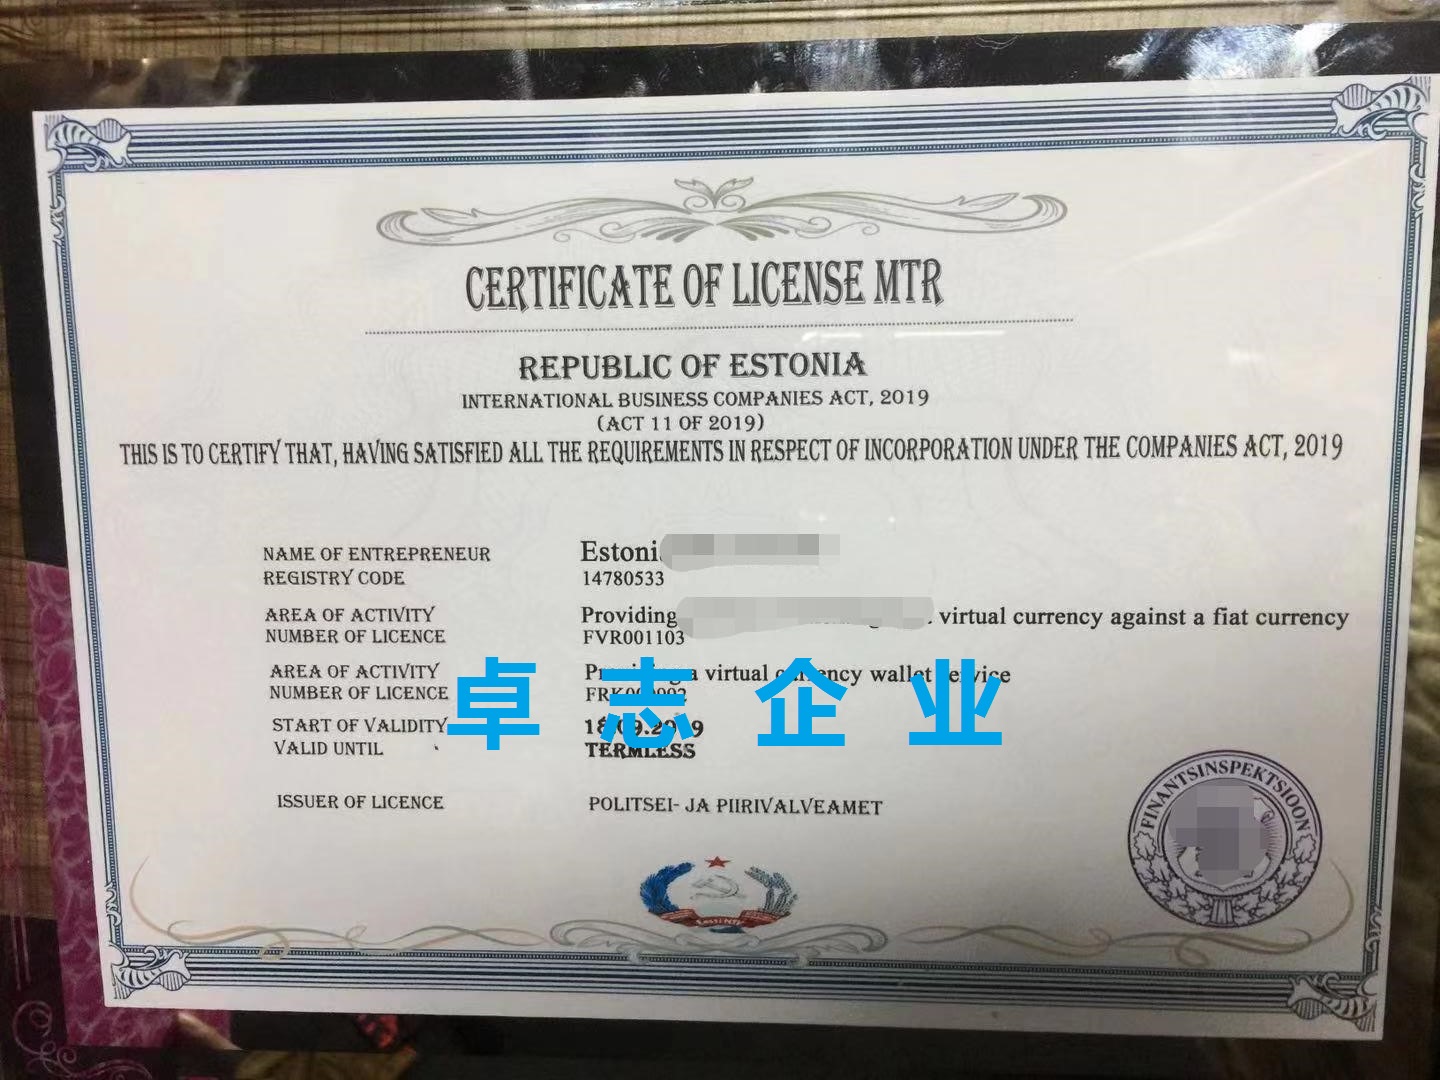 CERTIFICATE OF LICENSE MTR
REPUBLIC OF ESTONIA
INTERNATIONAL BUSINESS COMPANIES ACT, 2019
(ACT 11 OF 2019)
THIS IS TO CERTIFY THAT, HAVING SATISFIED ALL THE REQUIREMENTS IN RESPECT OF INCORPORATION UNDER THE COMPANIES ACT, 2019
NAME OF ENTREPRENEUR
REGISTRY CODE 14780533
AREA OF ACTIVITY Providing virtual currency against a fiat currency
NUMBER OF LICENCE FVR001103
AREA OF ACTIVITY Providing a virtual currency wallet service
NUMBER OF LICENCE
卓志企业
START OF VALIDITY
VALID UNTIL TERMLESS
ISSUER OF LICENCE POLITSEI- JA PIIRIVALVEAMET
FINANTSINSPEKTSIOON